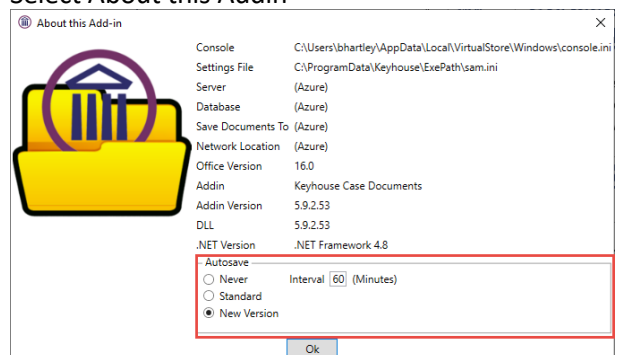 Select About this Addin
About this Add-in
Console C:\Users\bhartley\AppData\Local\VirtualStore\Windows\console.ini
Settings File C:\ProgramData\Keyhouse\ExePath\sam.ini
Server (Azure)
Database (Azure)
Save Documents To (Azure)
Network Location (Azure)
Office Version 16.0
Addin Keyhouse Case Documents
Addin Version 5.9.2.53
DLL 5.9.2.53
.NET Version .NET Framework 4.8
Autosave
Never Interval 60 (Minutes)
Standard
New Version
Ok